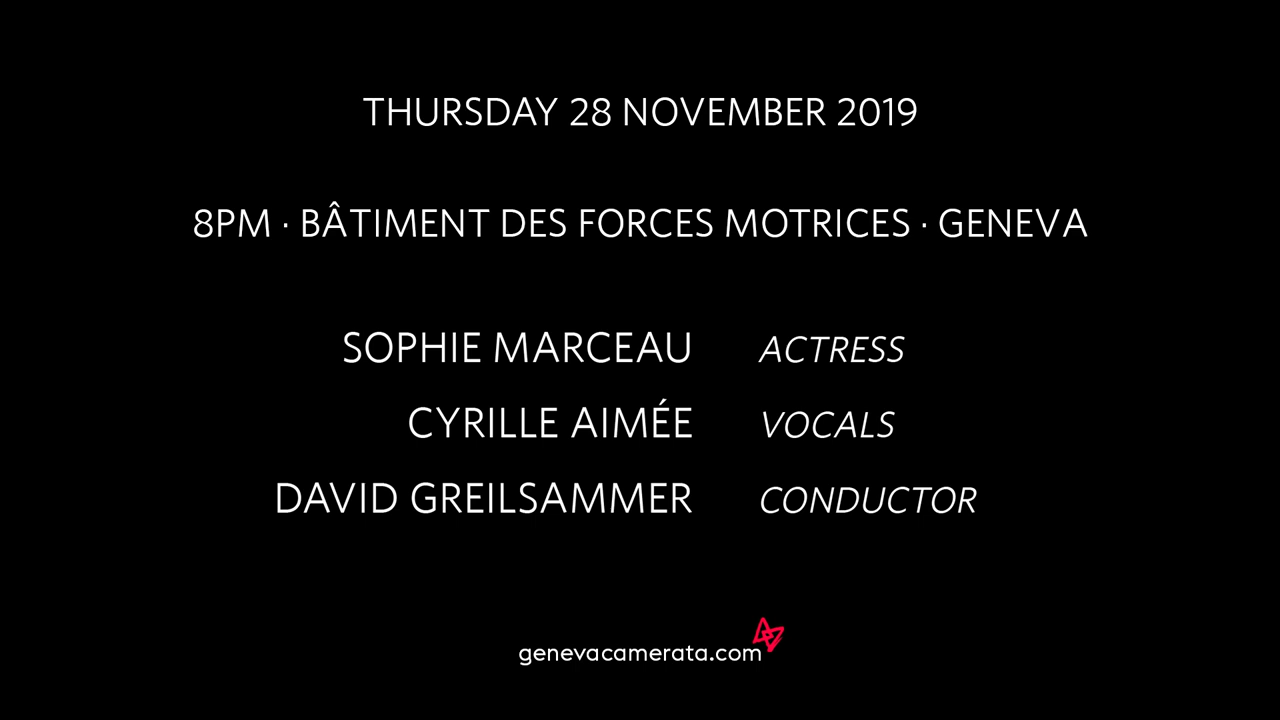 THURSDAY 28 NOVEMBER 2019
8PM · BÂTIMENT DES FORCES MOTRICES · GENEVA
SOPHIE MARCEAU ACTRESS
CYRILLE AIMÉE VOCALS
DAVID GREILSAMMER CONDUCTOR
genevacamerata.com